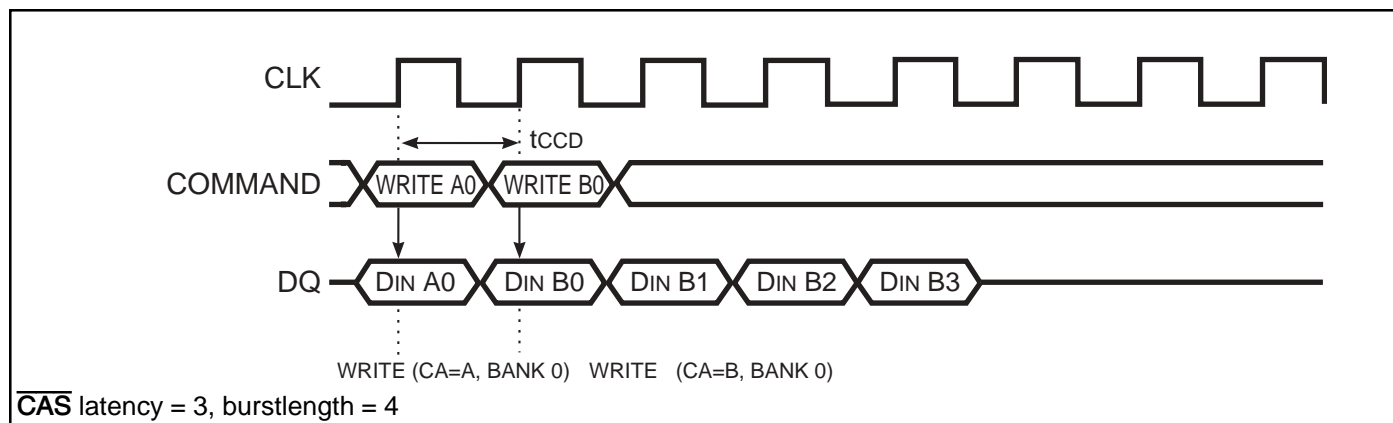 CLK
tCCD
COMMAND WRITE A0 WRITE B0
DQ DIN A0 DIN B0 DIN B1 DIN B2 DIN B3
WRITE (CA=A, BANK 0) WRITE (CA=B, BANK 0)
CAS latency = 3, burstlength = 4